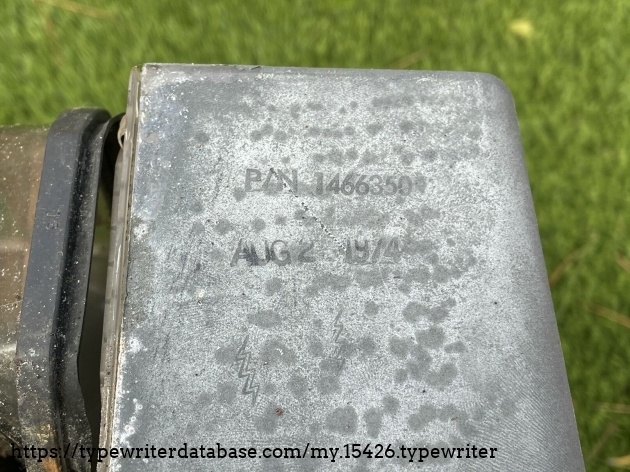 P/N 1466350
AUG 2 1974
https://typewriterdatabase.com/my.15426.typewriter